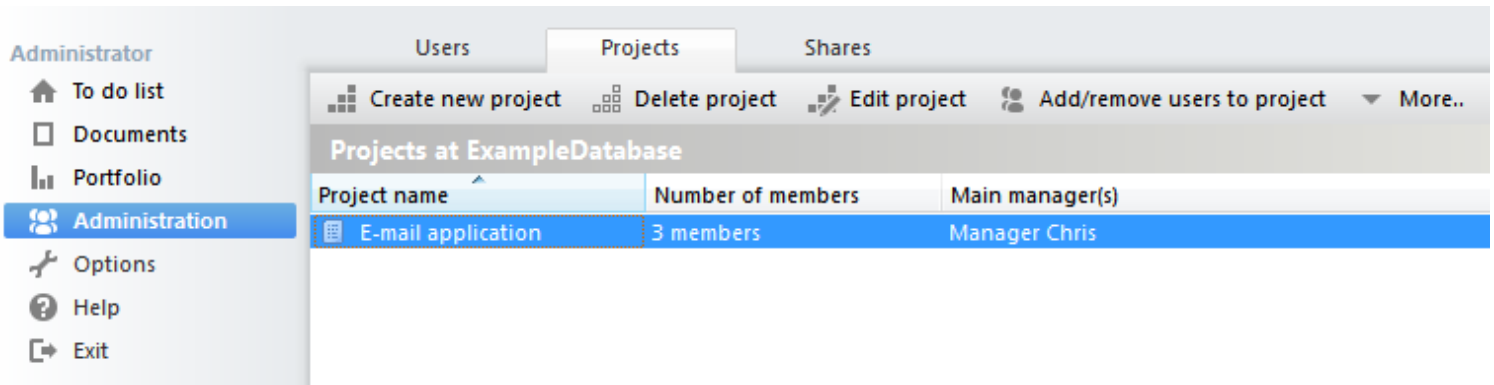 Administrator
To do list
Documents
Portfolio
Administration
Options
Help
Exit
Users Projects Shares
Create new project Delete project Edit project Add/remove users to project More..
Projects at ExampleDatabase
Project name Number of members Main manager(s)
E-mail application 3 members Manager Chris